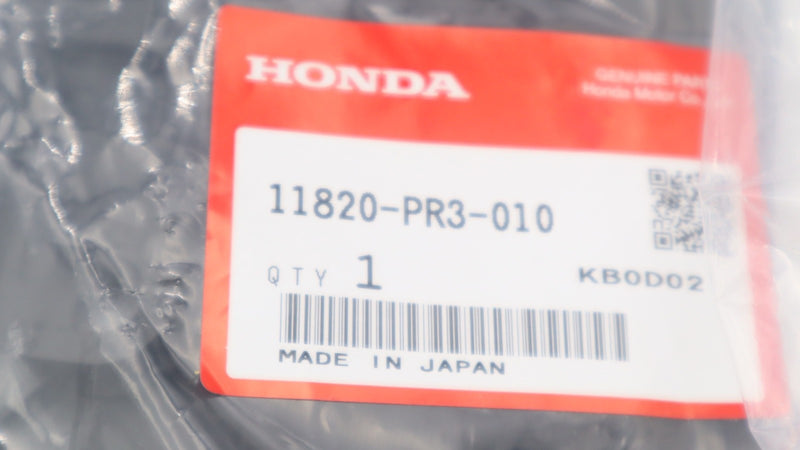 HONDA
GENUINE PARTS
Honda Motor Co.,
11820-PR3-010
QTY 1
KB0D02
MADE IN JAPAN